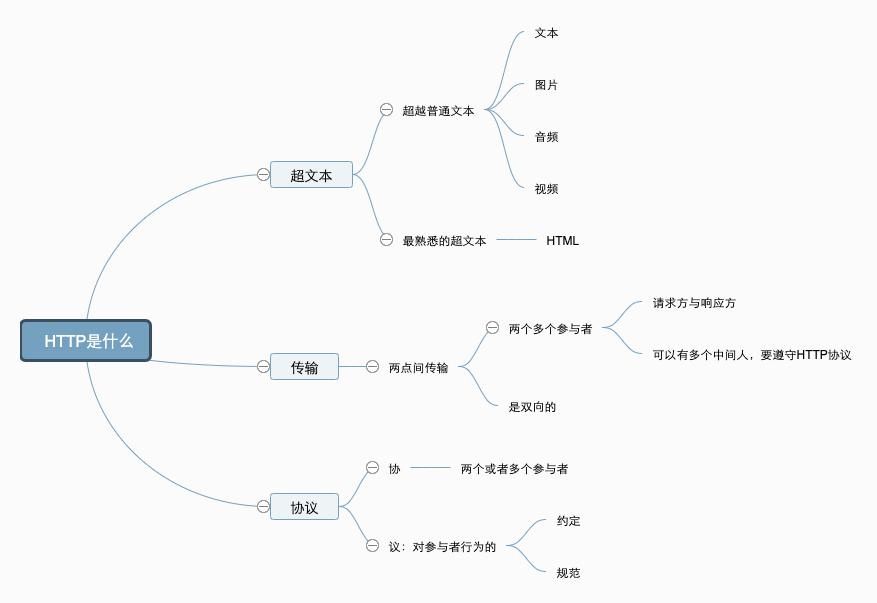 HTTP是什么
超文本
超越普通文本
文本
图片
音频
视频
最熟悉的超文本
HTML
传输
两点间传输
两个多个参与者
请求方与响应方
可以有多个中间人，要遵守HTTP协议
是双向的
协议
协
两个或者多个参与者
议：对参与者行为的
约定
规范